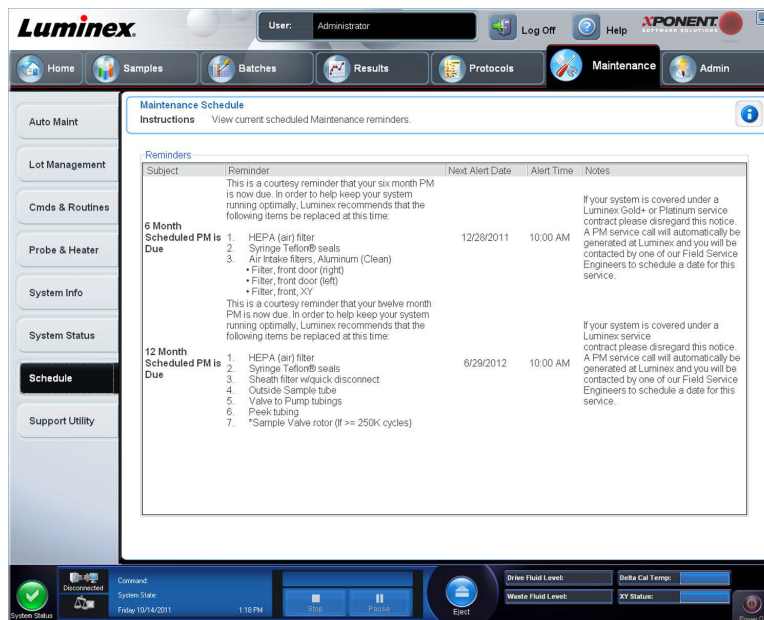 Luminex.
User: Administrator
Log Off
Help
XPONENT.
SOFTWARE SOLUTIONS
Home
Samples
Batches
Results
Protocols
Maintenance
Admin
Auto Maint
Lot Management
Cmds & Routines
Probe & Heater
System Info
System Status
Schedule
Support Utility
Maintenance Schedule
Instructions View current scheduled Maintenance reminders.
Reminders
Subject Reminder Next Alert Date Alert Time Notes
6 Month
Scheduled PM is
Due
This is a courtesy reminder that your six month PM
is now due. In order to help keep your system
running optimally, Luminex recommends that the
following items be replaced at this time:
1. HEPA (air) filter
2. Syringe Teflon® seals
3. Air Intake filters, Aluminum (Clean)
• Filter, front door (right)
• Filter, front door (left)
• Filter, front, XY
12/28/2011
10:00 AM
If your system is covered under a
Luminex Gold+ or Platinum service
contract please disregard this notice.
A PM service call will automatically be
generated at Luminex and you will be
contacted by one of our Field Service
Engineers to schedule a date for this
service.
12 Month
Scheduled PM is
Due
This is a courtesy reminder that your twelve month
PM is now due. In order to help keep your system
running optimally, Luminex recommends that the
following items be replaced at this time:
1. HEPA (air) filter
2. Syringe Teflon® seals
3. Sheath filter w/quick disconnect
4. Outside Sample tube
5. Valve to Pump tubings
6. Peek tubing
7. *Sample Valve rotor (If >= 250K cycles)
6/29/2012
10:00 AM
If your system is covered under a
Luminex service
contract please disregard this notice.
A PM service call will automatically be
generated at Luminex and you will be
contacted by one of our Field Service
Engineers to schedule a date for this
service.
System Status
Disconnected
Command:
System State:
Friday 10/14/2011 1:18 PM
Stop
Pause
Eject
Drive Fluid Level:
Waste Fluid Level:
Delta Cal Temp:
XY Status:
Power O